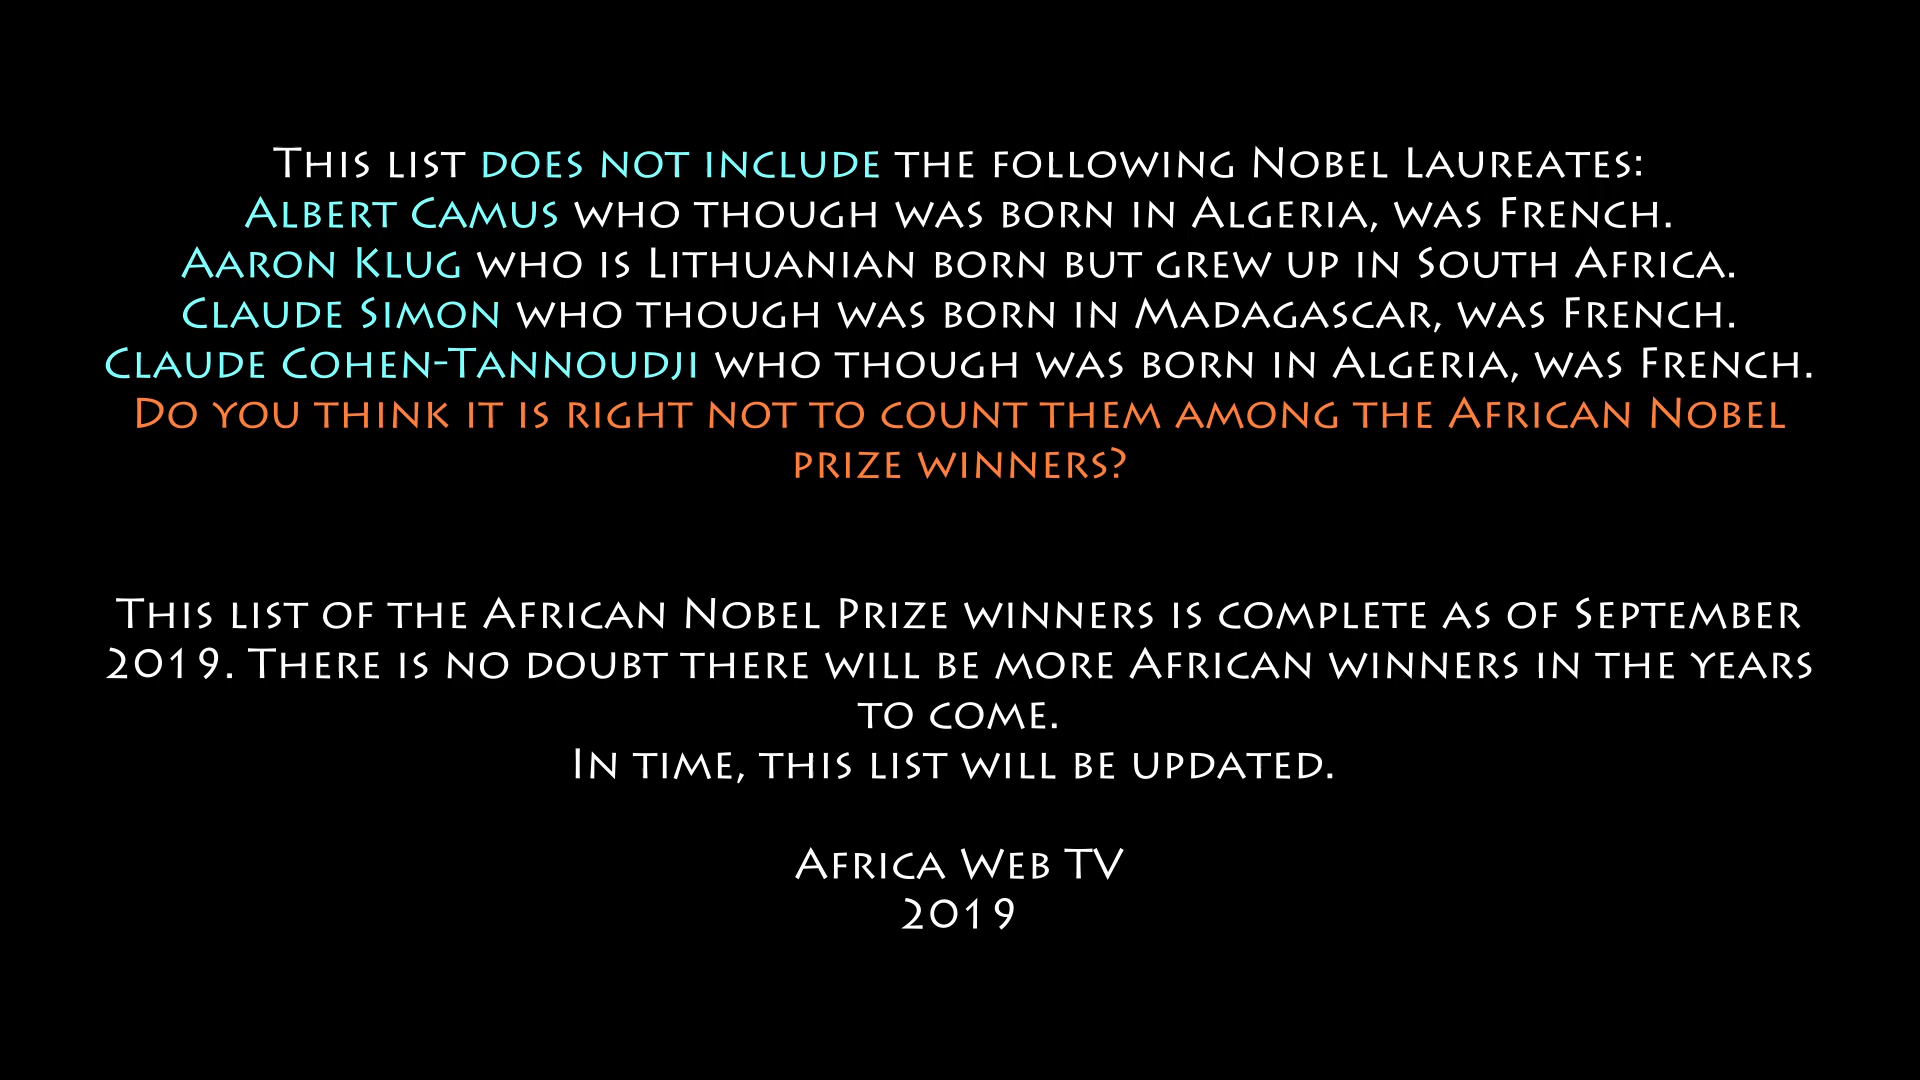 This list does not include the following Nobel Laureates:
Albert Camus who though was born in Algeria, was French.
Aaron Klug who is Lithuanian born but grew up in South Africa.
Claude Simon who though was born in Madagascar, was French.
Claude Cohen-Tannoudji who though was born in Algeria, was French.
Do you think it is right not to count them among the African Nobel
prize winners?
This list of the African Nobel Prize winners is complete as of September
2019. There is no doubt there will be more African winners in the years
to come.
In time, this list will be updated.
Africa Web TV
2019